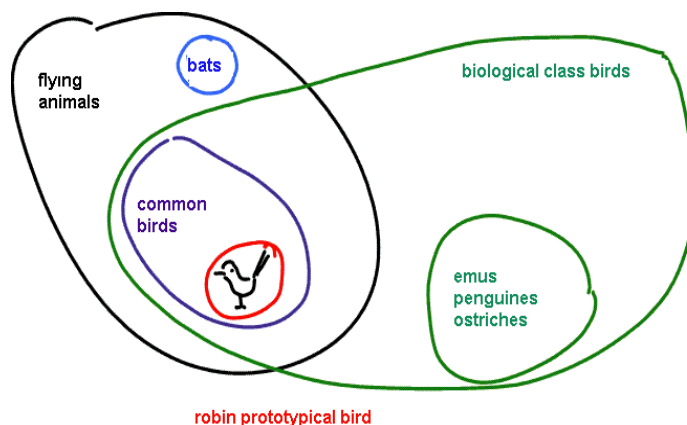 bats
biological class birds
flying
animals
common
birds
emus
penguines
ostriches
robin prototypical bird